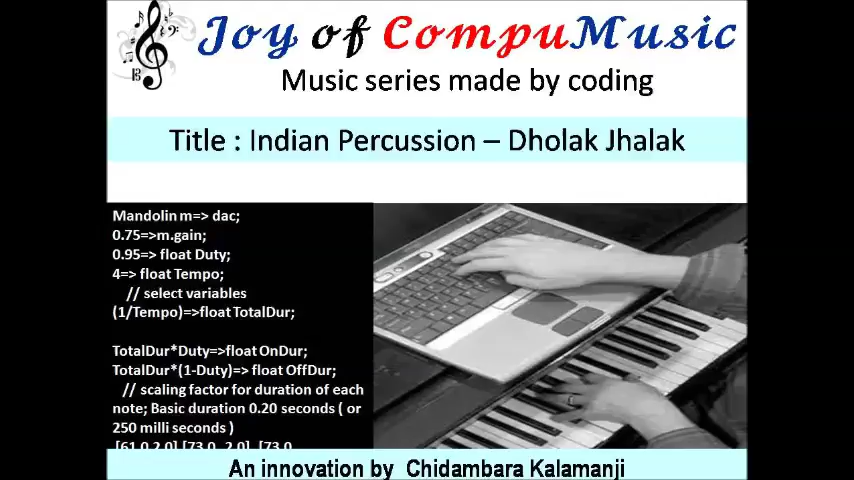 Joy of CompuMusic
Music series made by coding
Title : Indian Percussion – Dholak Jhalak
Mandolin m=> dac;
0.75=>m.gain;
0.95=> float Duty;
4=> float Tempo;
// select variables
(1/Tempo)=>float TotalDur;
TotalDur*Duty=>float OnDur;
TotalDur*(1-Duty)=> float OffDur;
// scaling factor for duration of each
note; Basic duration 0.20 seconds ( or
250 milli seconds )
An innovation by Chidambara Kalamanji